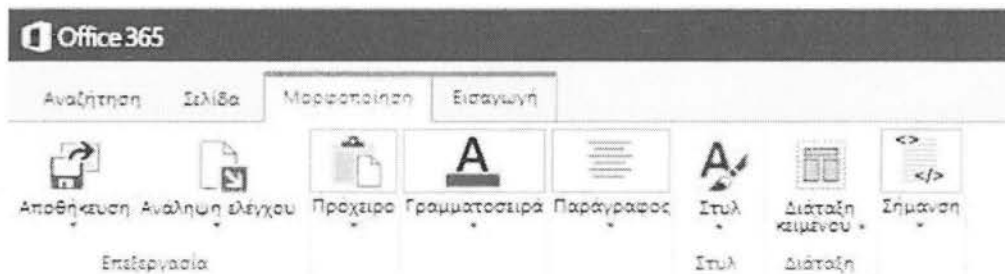 Office 365
Αναζήτηση Σελίδα Μορφοποίηση Εισαγωγή
Αποθήκευση Ανάληψη ελέγχου Πρόχειρο Γραμματοσειρά Παράγραφος Στυλ Διάταξη κειμένου Σήμανση
Επεξεργασία Στυλ Διάταξη